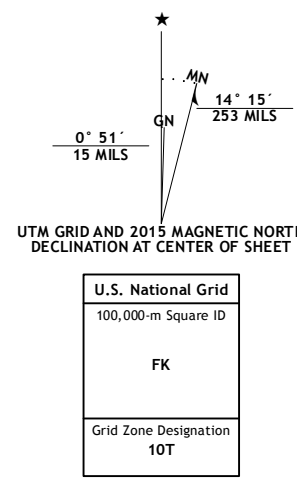 ★
MN
GN
14° 15´
253 MILS
0° 51´
15 MILS
UTM GRID AND 2015 MAGNETIC NORTH
DECLINATION AT CENTER OF SHEET
U.S. National Grid
100,000-m Square ID
FK
Grid Zone Designation
10T